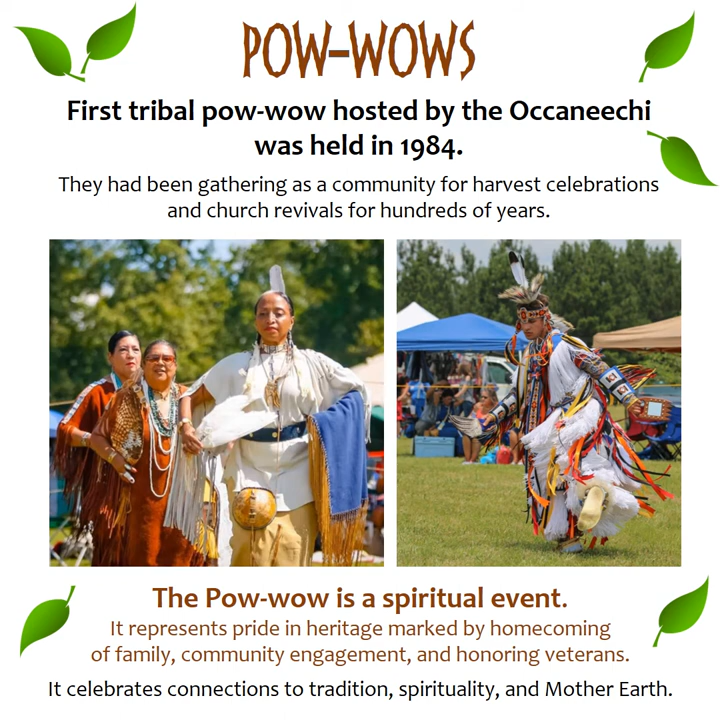 POW-WOWS
First tribal pow-wow hosted by the Occaneechi
was held in 1984.
They had been gathering as a community for harvest celebrations
and church revivals for hundreds of years.
The Pow-wow is a spiritual event.
It represents pride in heritage marked by homecoming
of family, community engagement, and honoring veterans.
It celebrates connections to tradition, spirituality, and Mother Earth.